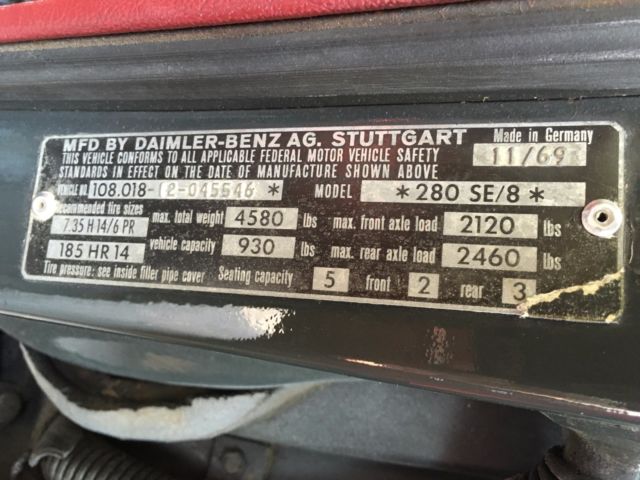 MFD BY DAIMLER-BENZ AG. STUTTGART Made in Germany
THIS VEHICLE CONFORMS TO ALL APPLICABLE FEDERAL MOTOR VEHICLE SAFETY 11/69
STANDARDS IN EFFECT ON THE DATE OF MANUFACTURE SHOWN ABOVE
VEHICLE ID 108.018-12-045546 * MODEL *280 SE/8*
Recommended tire sizes
7.35 H 14/6 PR max. total weight 4580 lbs max. front axle load 2120 lbs
185 HR 14 vehicle capacity 930 lbs max. rear axle load 2460 lbs
Tire pressure: see inside filler pipe cover Seating capacity 5 front 2 rear 3